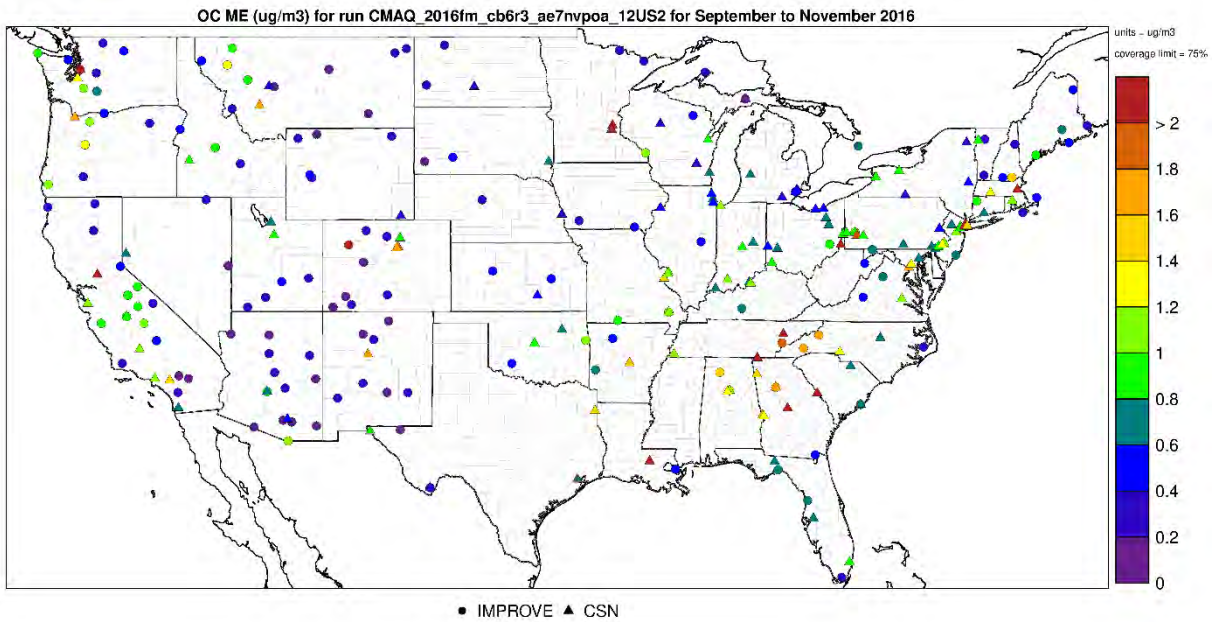 OC ME (ug/m3) for run CMAQ_2016fm_cb6r3_ae7nvpoa_12US2 for September to November 2016
units = ug/m3
coverage limit = 75%
> 2
1.8
1.6
1.4
1.2
1
0.8
0.6
0.4
0.2
0
● IMPROVE ▲ CSN